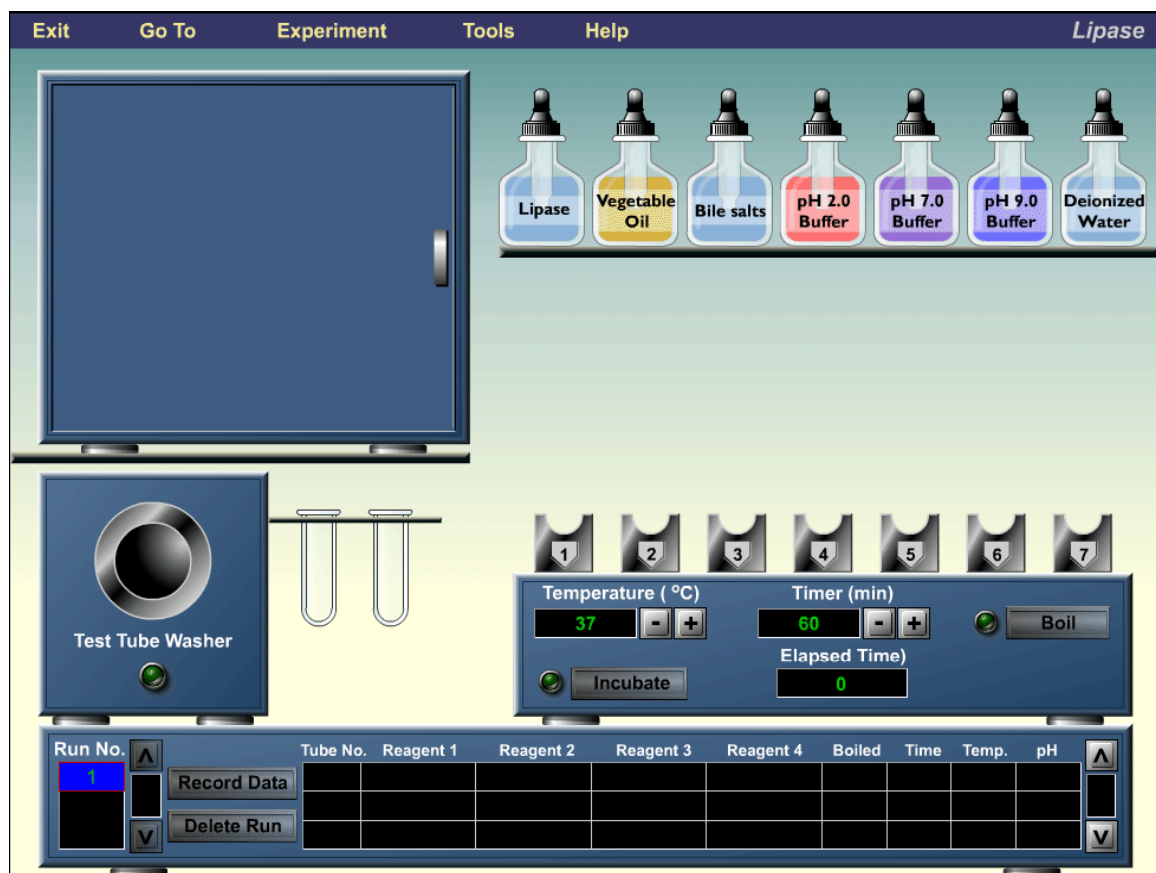 Exit Go To Experiment Tools Help Lipase
Lipase
Vegetable
Oil
Bile salts
pH 2.0
Buffer
pH 7.0
Buffer
pH 9.0
Buffer
Deionized
Water
1 2 3 4 5 6 7
Test Tube Washer
Temperature ( °C) Timer (min)
37 - + 60 - + Boil
Elapsed Time)
Incubate 0
Run No. Λ Tube No. Reagent 1 Reagent 2 Reagent 3 Reagent 4 Boiled Time Temp. pH Λ
1 Record Data
V Delete Run V